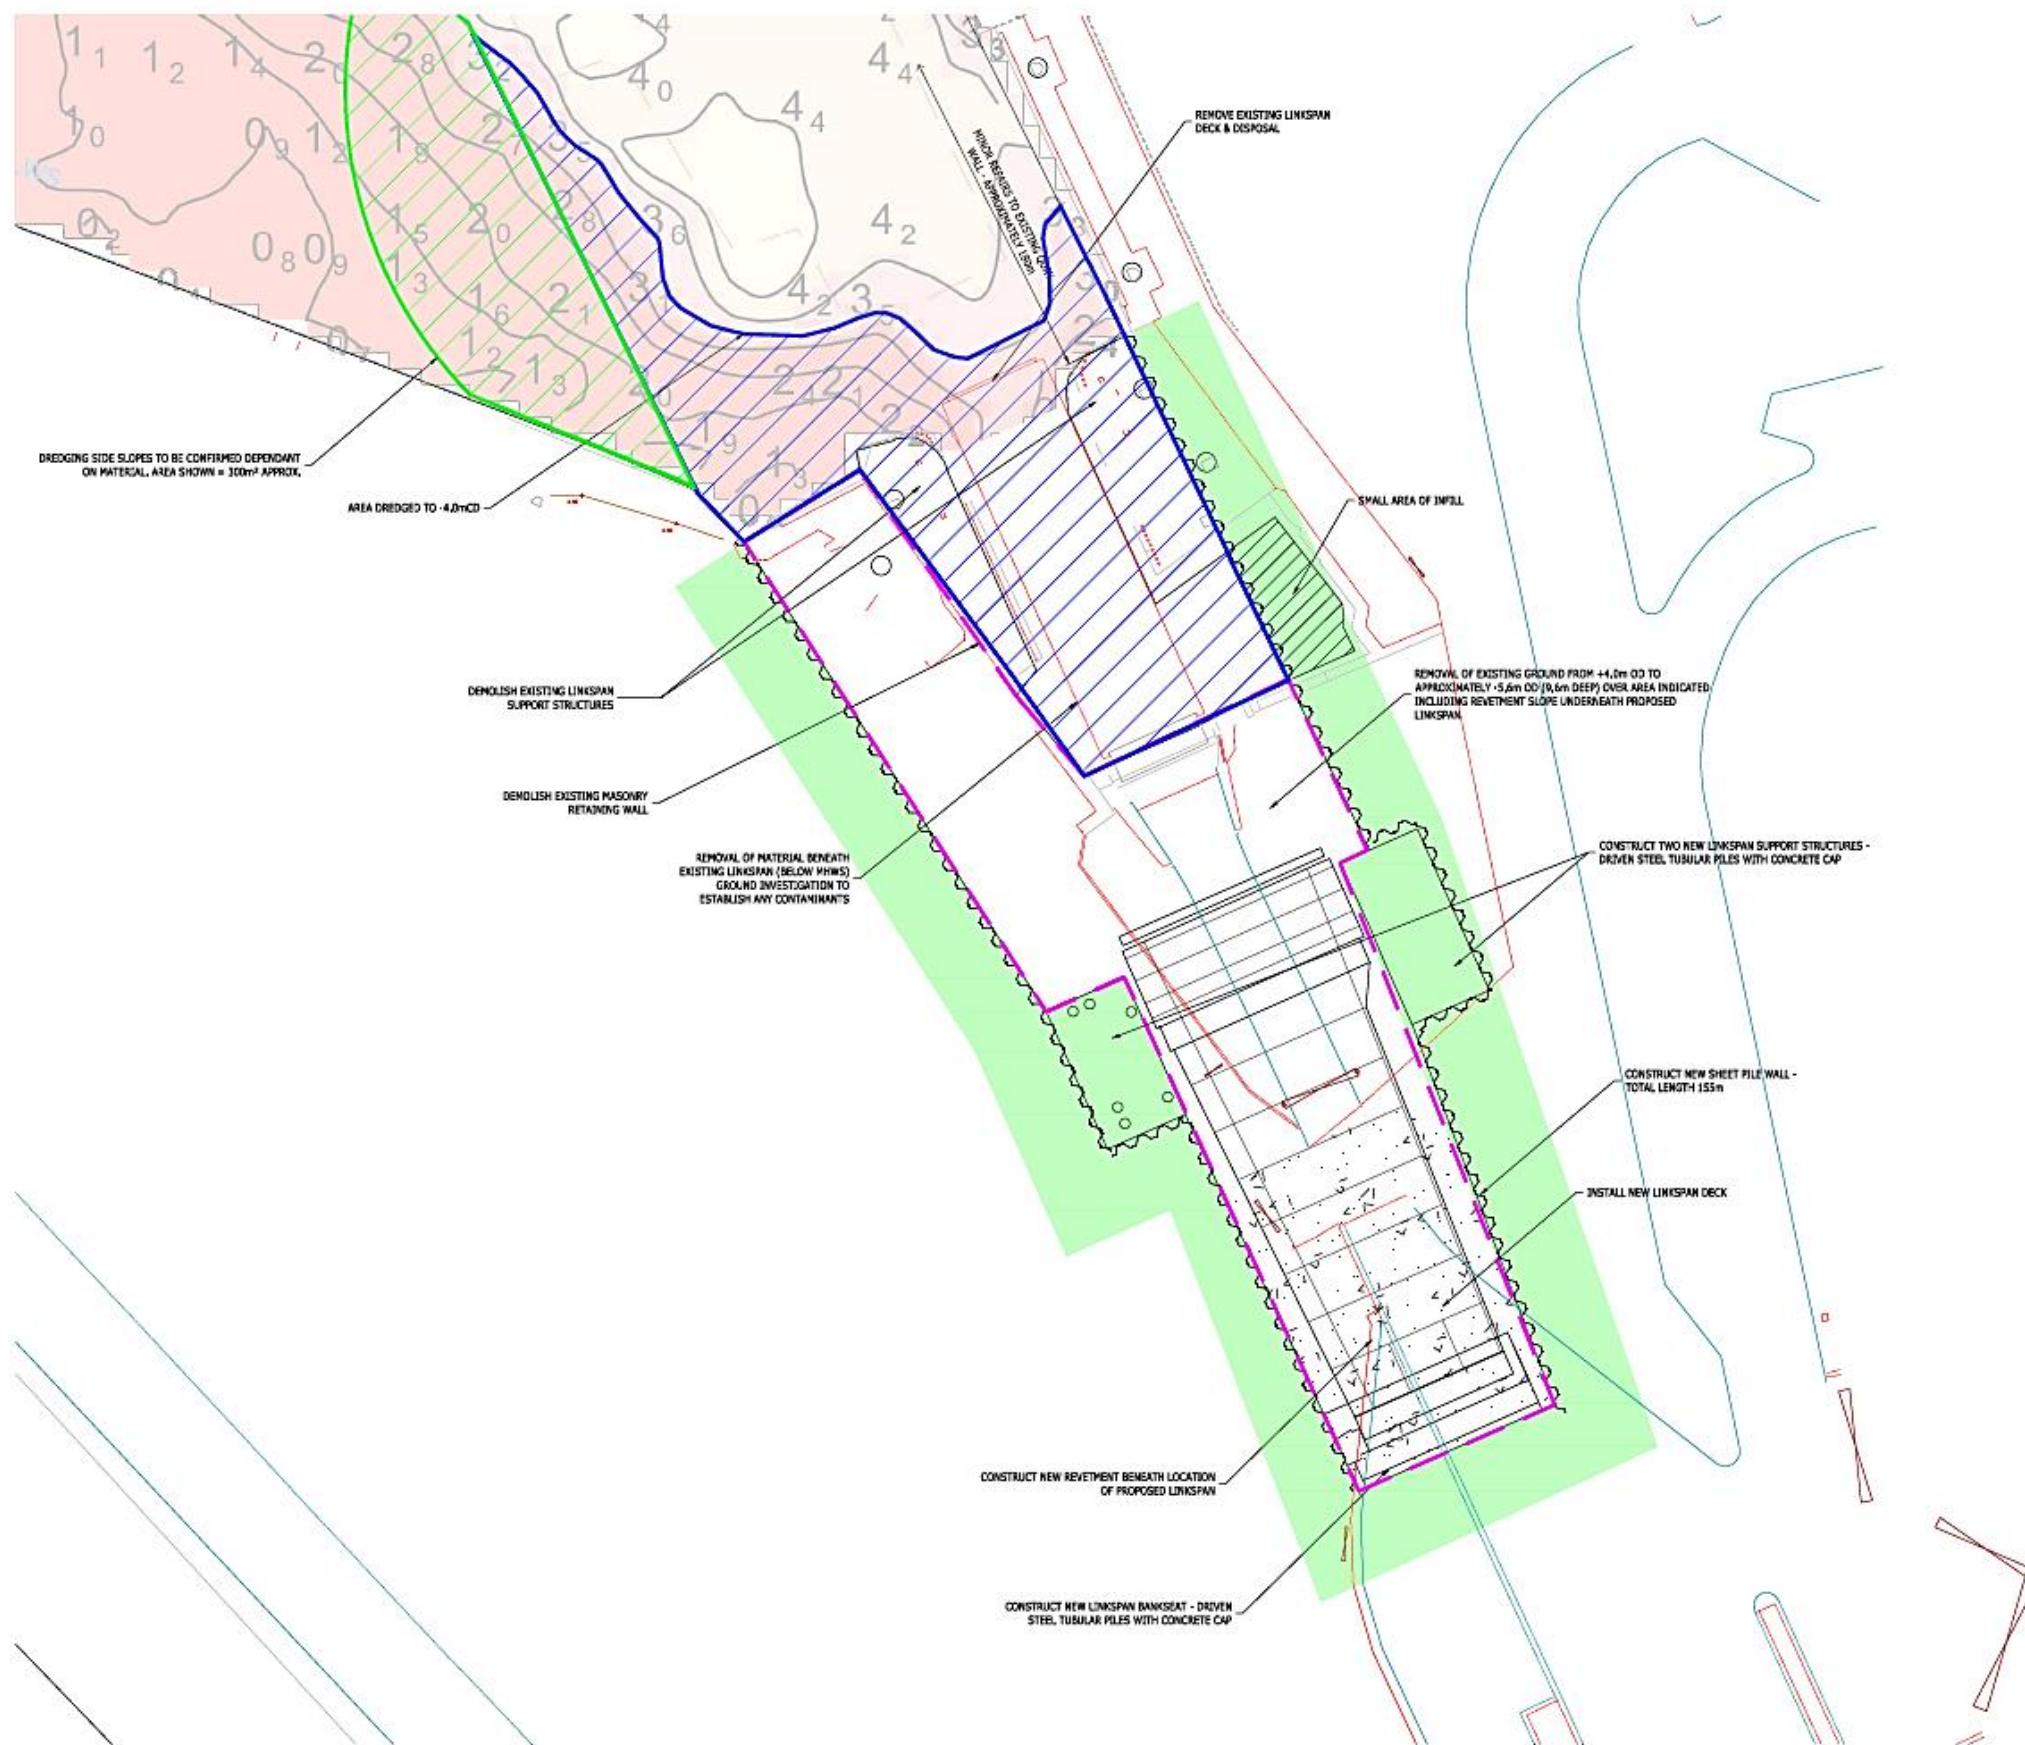 REMOVE EXISTING LINKSPAN
DECK & DISPOSAL
MINOR REPAIRS TO EXISTING QUAY
WALL - APPROXIMATELY 180m
DREDGING SIDE SLOPES TO BE CONFIRMED DEPENDANT
ON MATERIAL. AREA SHOWN = 300m² APPROX.
AREA DREDGED TO -4.0mCD
SMALL AREA OF INFILL
DEMOLISH EXISTING LINKSPAN
SUPPORT STRUCTURES
REMOVAL OF EXISTING GROUND FROM +4.0m OD TO
APPROXIMATELY -5.6m OD (9.6m DEEP) OVER AREA INDICATED
INCLUDING REVETMENT SLOPE UNDERNEATH PROPOSED
LINKSPAN.
DEMOLISH EXISTING MASONRY
RETAINING WALL
REMOVAL OF MATERIAL BENEATH
EXISTING LINKSPAN (BELOW MHWS)
GROUND INVESTIGATION TO
ESTABLISH ANY CONTAMINANTS
CONSTRUCT TWO NEW LINKSPAN SUPPORT STRUCTURES -
DRIVEN STEEL TUBULAR PILES WITH CONCRETE CAP
CONSTRUCT NEW SHEET PILE WALL -
TOTAL LENGTH 155m
INSTALL NEW LINKSPAN DECK
CONSTRUCT NEW REVETMENT BENEATH LOCATION
OF PROPOSED LINKSPAN
CONSTRUCT NEW LINKSPAN BANKSEAT - DRIVEN
STEEL TUBULAR PILES WITH CONCRETE CAP